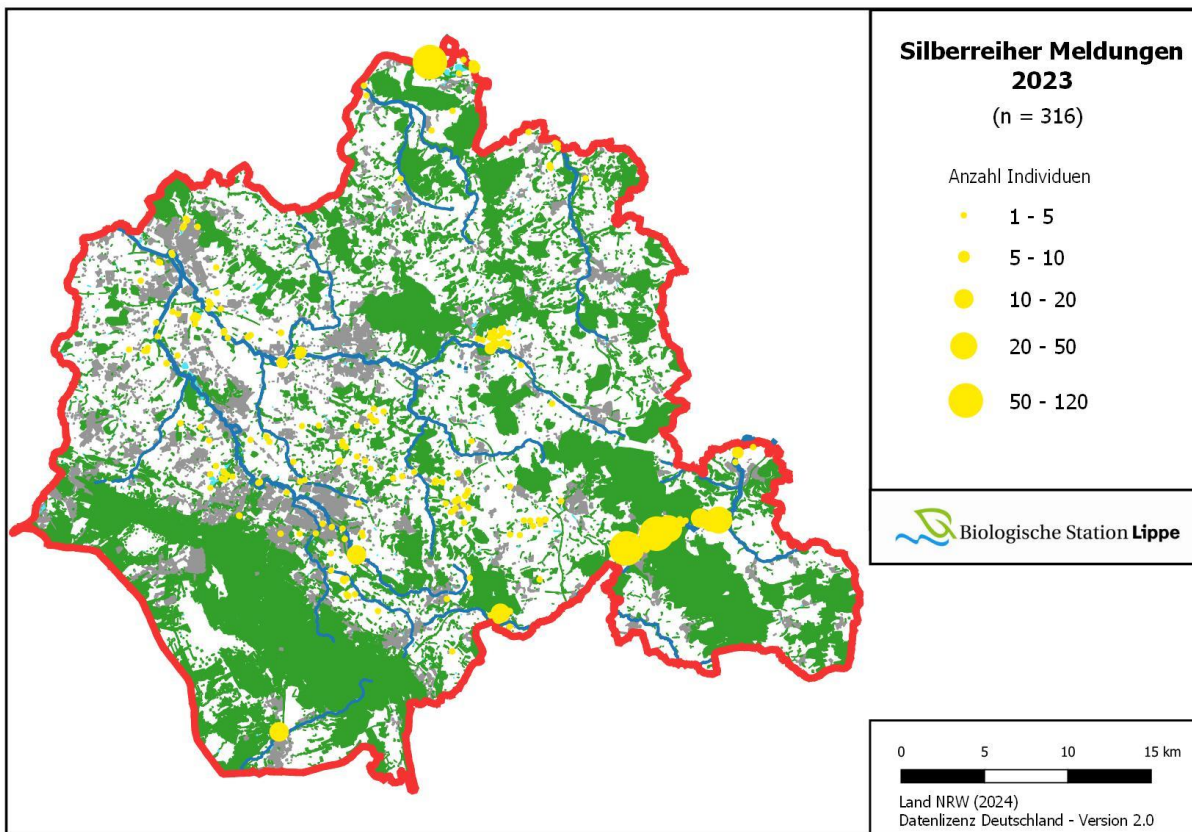 Silberreiher Meldungen
2023
(n = 316)
Anzahl Individuen
1 - 5
5 - 10
10 - 20
20 - 50
50 - 120
Biologische Station Lippe
0 5 10 15 km
Land NRW (2024)
Datenlizenz Deutschland - Version 2.0